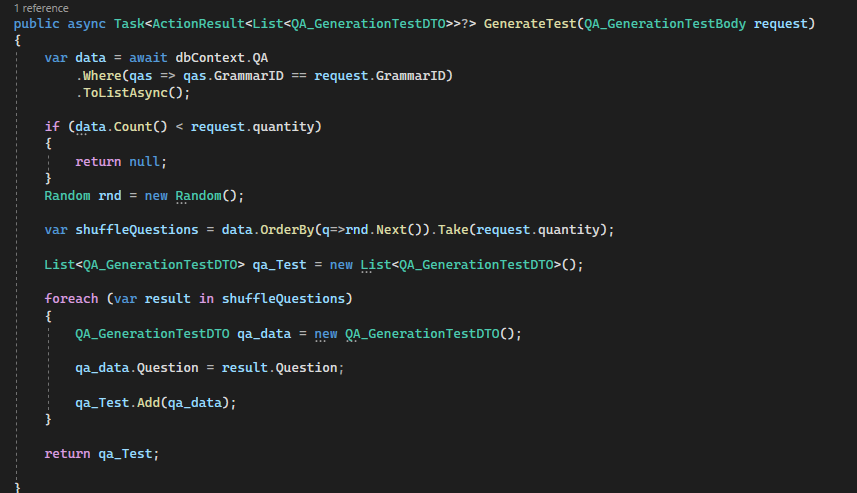 1 reference
public async Task<ActionResult<List<QA_GenerationTestDTO>>?> GenerateTest(QA_GenerationTestBody request)
{
var data = await dbContext.QA
.Where(qas => qas.GrammarID == request.GrammarID)
.ToListAsync();
if (data.Count() < request.quantity)
{
return null;
}
Random rnd = new Random();
var shuffleQuestions = data.OrderBy(q=>rnd.Next()).Take(request.quantity);
List<QA_GenerationTestDTO> qa_Test = new List<QA_GenerationTestDTO>();
foreach (var result in shuffleQuestions)
{
QA_GenerationTestDTO qa_data = new QA_GenerationTestDTO();
qa_data.Question = result.Question;
qa_Test.Add(qa_data);
}
return qa_Test;
}